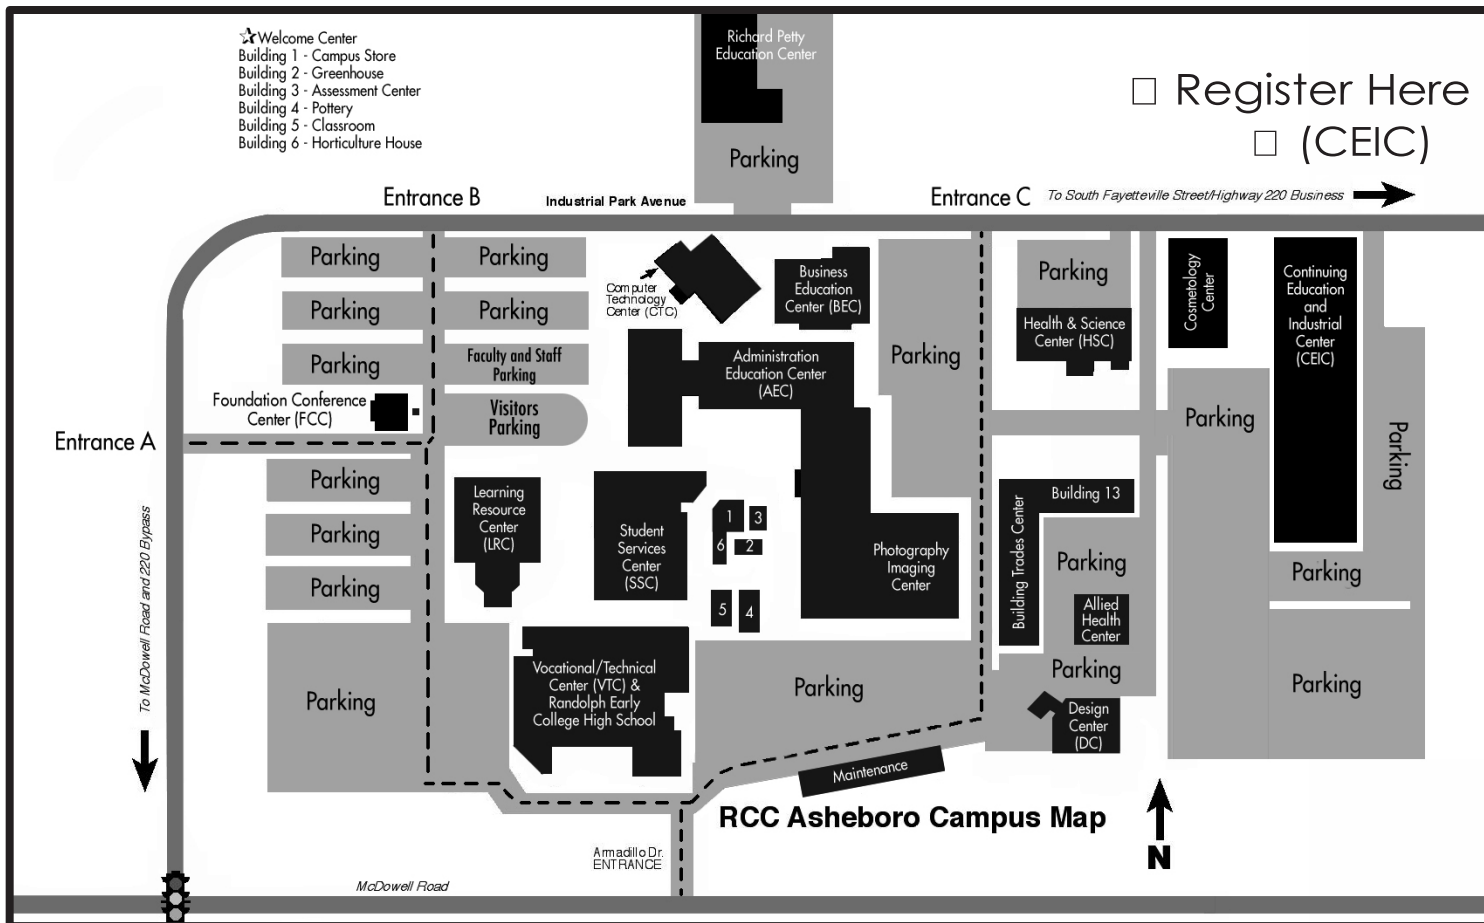 ☆Welcome Center
Building 1 - Campus Store
Building 2 - Greenhouse
Building 3 - Assessment Center
Building 4 - Pottery
Building 5 - Classroom
Building 6 - Horticulture House
Richard Petty
Education Center
Parking
□ Register Here
□ (CEIC)
Entrance B
Industrial Park Avenue
Entrance C
To South Fayetteville Street/Highway 220 Business
Parking
Parking
Parking
Parking
Parking
Faculty and Staff
Parking
Visitors
Parking
Foundation Conference
Center (FCC)
Entrance A
Computer
Technology
Center (CTC)
Business
Education
Center (BEC)
Administration
Education Center
(AEC)
Parking
Parking
Health & Science
Center (HSC)
Cosmetology
Center
Continuing
Education
and
Industrial
Center
(CEIC)
Parking
Parking
Parking
Parking
Parking
To McDowell Road and 220 Bypass
Learning
Resource
Center
(LRC)
Student
Services
Center
(SSC)
1
3
6
2
5
4
Photography
Imaging
Center
Building 13
Building Trades Center
Parking
Allied
Health
Center
Parking
Parking
Parking
Parking
Vocational/Technical
Center (VTC) &
Randolph Early
College High School
Parking
Design
Center
(DC)
Maintenance
RCC Asheboro Campus Map
N
Armadillo Dr.
ENTRANCE
McDowell Road